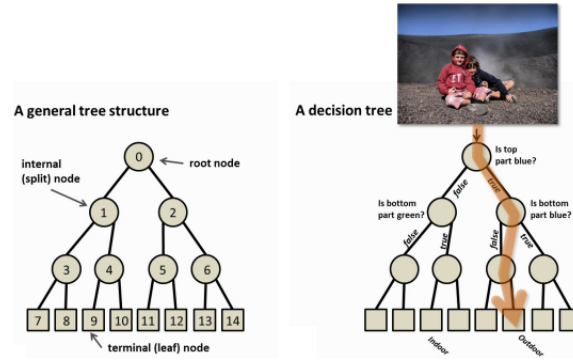 A general tree structure
0
root node
internal
(split) node
1
2
3
4
5
6
7
8
9
10
11
12
13
14
terminal (leaf) node
A decision tree
Is top
part blue?
false
true
Is bottom
part green?
Is bottom
part blue?
false
true
false
true
Indoor
Outdoor